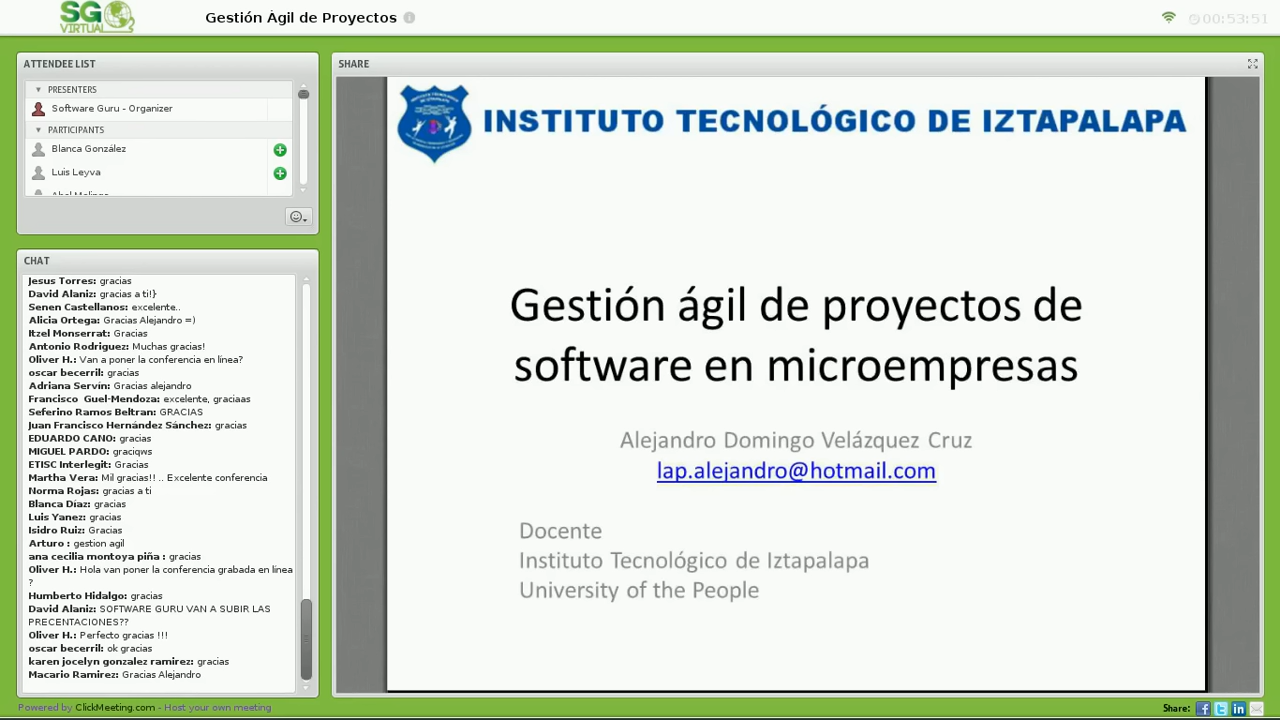 SG
VIRTUAL
Gestión Ágil de Proyectos
00:53:51
ATTENDEE LIST
PRESENTERS
Software Guru - Organizer
PARTICIPANTS
Blanca González
Luis Leyva
CHAT
Jesus Torres: gracias
David Alaniz: gracias a ti!}
Senen Castellanos: excelente..
Alicia Ortega: Gracias Alejandro =)
Itzel Monserrat: Gracias
Antonio Rodriguez: Muchas gracias!
Oliver H.: Van a poner la conferencia en línea?
oscar becerril: gracias
Adriana Servín: Gracias alejandro
Francisco Guel-Mendoza: excelente, graciaas
Seferino Ramos Beltran: GRACIAS
Juan Francisco Hernández Sánchez: gracias
EDUARDO CANO: gracias
MIGUEL PARDO: graciqws
ETISC Interlegit: Gracias
Martha Vera: Mil gracias!! .. Excelente conferencia
Norma Rojas: gracias a ti
Blanca Díaz: gracias
Luis Yanez: gracias
Isidro Ruiz: Gracias
Arturo : gestion agil
ana cecilia montoya piña : gracias
Oliver H.: Hola van poner la conferencia grabada en línea
?
Humberto Hidalgo: gracias
David Alaniz: SOFTWARE GURU VAN A SUBIR LAS
PRECENTACIONES??
Oliver H.: Perfecto gracias !!!
oscar becerril: ok gracias
karen jocelyn gonzalez ramirez: gracias
Macario Ramirez: Gracias Alejandro
Powered by ClickMeeting.com - Host your own meeting
SHARE
INSTITUTO TECNOLÓGICO DE IZTAPALAPA
Gestión ágil de proyectos de
software en microempresas
Alejandro Domingo Velázquez Cruz
lap.alejandro@hotmail.com
Docente
Instituto Tecnológico de Iztapalapa
University of the People
Share: